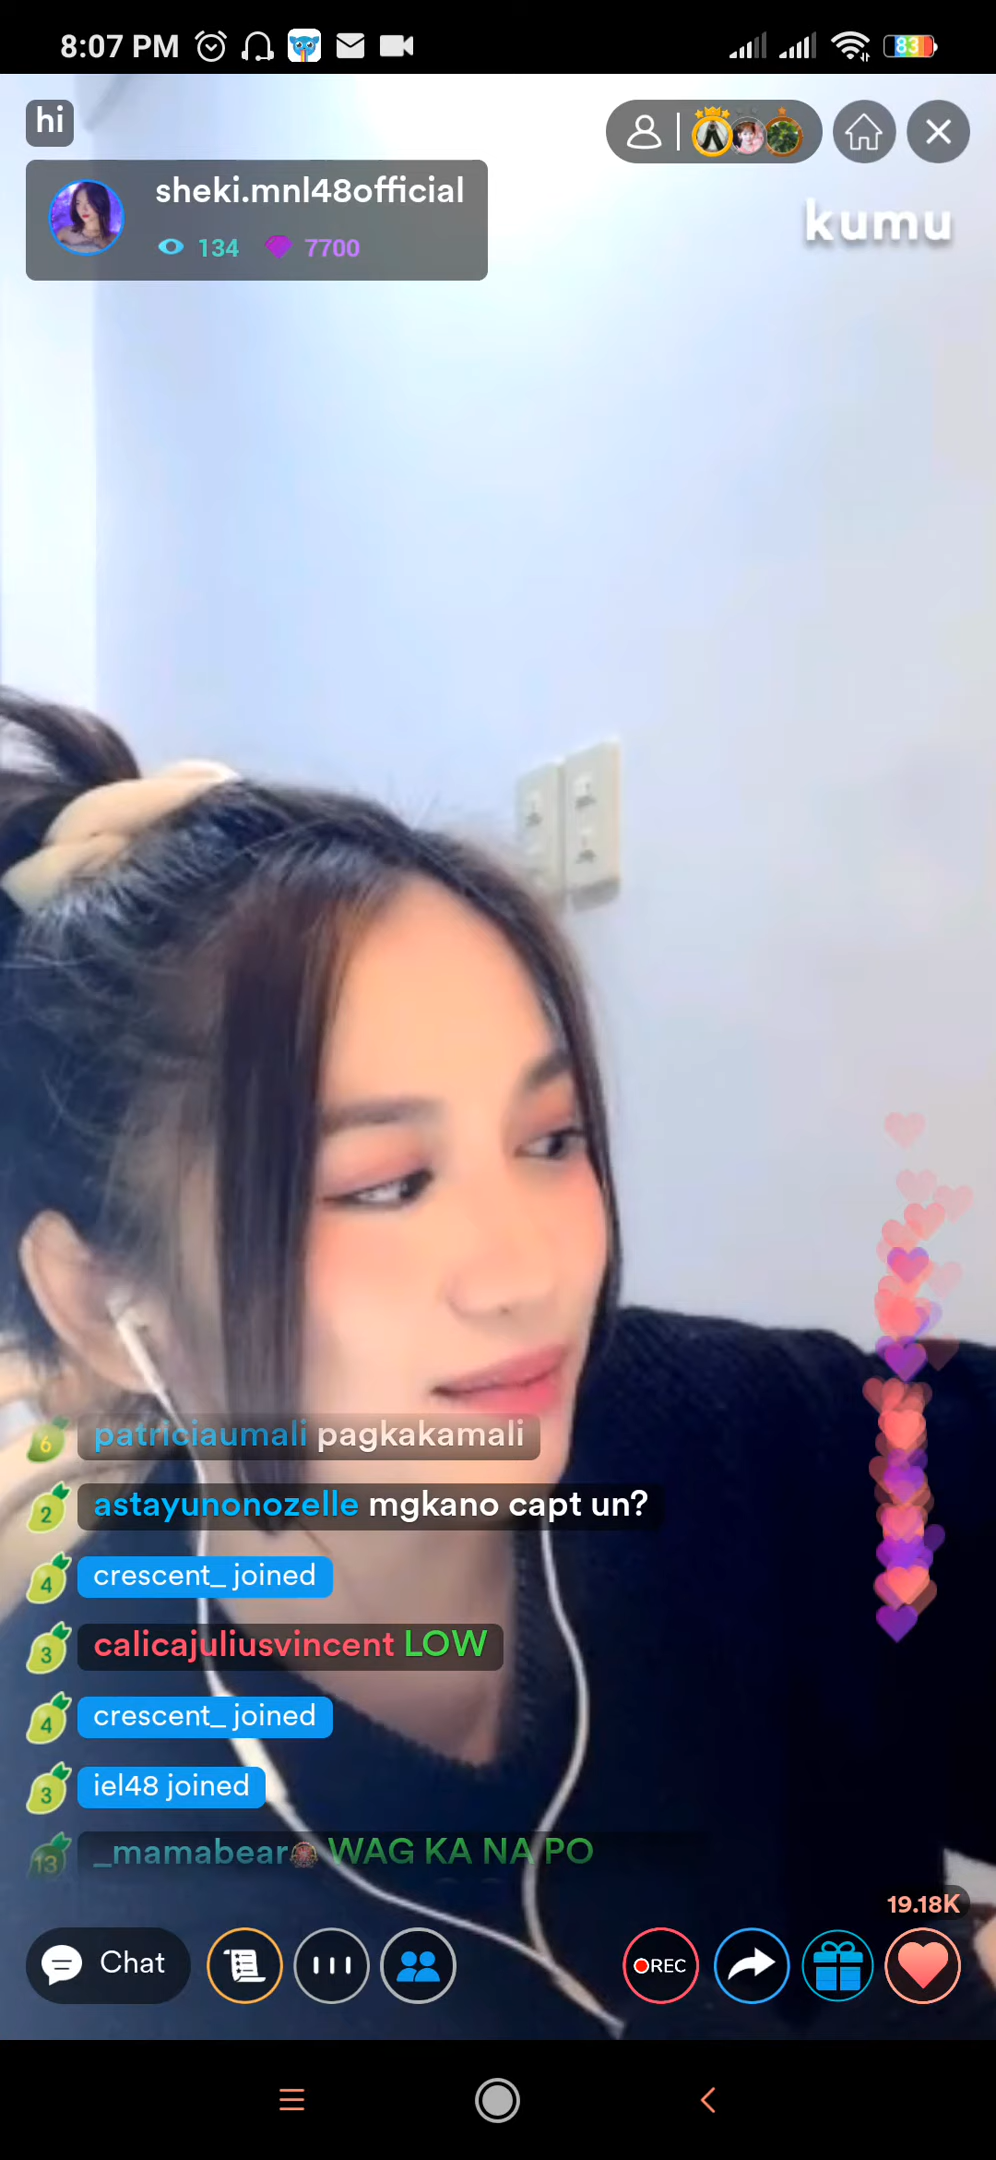 8:07 PM
83
hi
sheki.mnl48official
134 7700
kumu
6 patriciaumali pagkakamali
2 astayunonozelle mgkano capt un?
4 crescent_ joined
3 calicajuliusvincent LOW
4 crescent_ joined
3 iel48 joined
13 _mamabear WAG KA NA PO
19.18K
Chat
REC